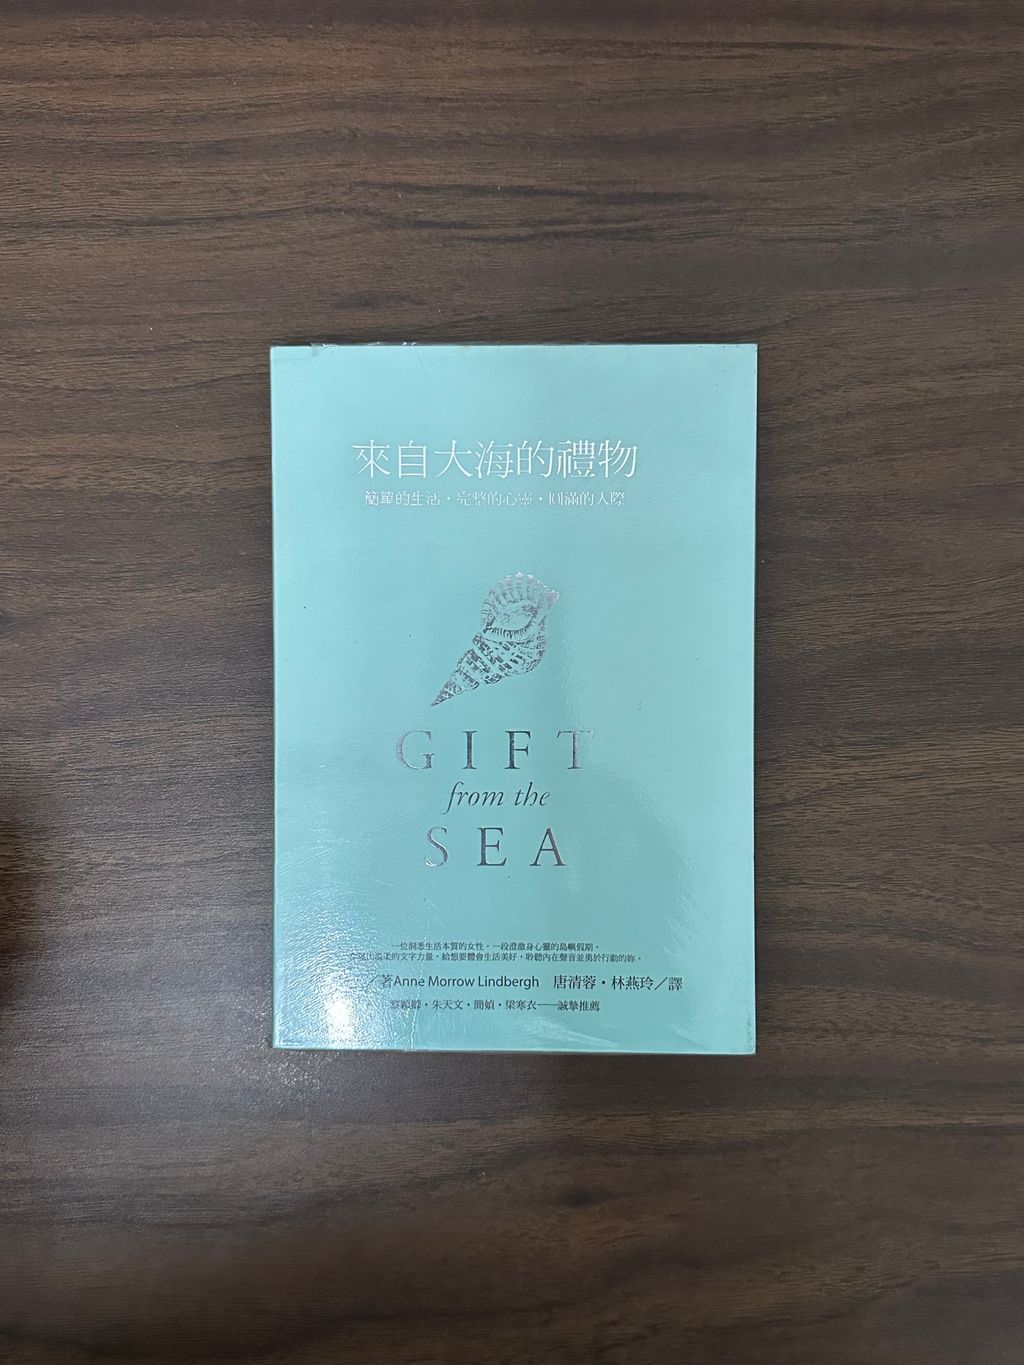 來自大海的禮物
簡單的生活・完整的心靈・圓滿的人際
GIFT
from the
SEA
一位洞悉生活本質的女性，一段澄澈身心靈的島嶼假期，
溫柔的文字力量，給想要體會生活美好，聆聽內在聲音並勇於行動的妳。
／著Anne Morrow Lindbergh 唐清蓉・林燕玲／譯
蔡穎卿・朱天文・簡媜・梁寒衣——誠摯推薦